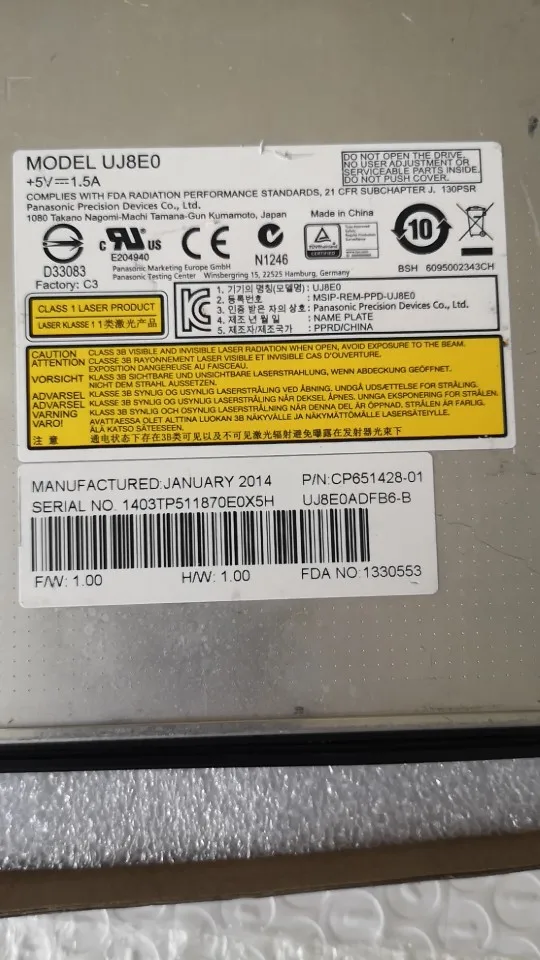 MODEL UJ8E0
+5V⎓1.5A
DO NOT OPEN THE DRIVE.
NO USER ADJUSTMENT OR
SERVICEABLE PARTS INSIDE.
DO NOT PUSH COVER.
COMPLIES WITH FDA RADIATION PERFORMANCE STANDARDS, 21 CFR SUBCHAPTER J. 130PSR
Panasonic Precision Devices Co., Ltd.
1080 Takano Nagomi-Machi Tamana-Gun Kumamoto, Japan
Made in China
D33083
Factory: C3
c RU US
E204940
CE
N1246
CERTIFIED
10
BSH 6095002343CH
Panasonic Marketing Europe GmbH
Panasonic Testing Center Winsbergring 15, 22525 Hamburg, Germany
CLASS 1 LASER PRODUCT
LASER KLASSE 1 1类激光产品
1. 기기의 명칭(모델명) : UJ8E0
2. 등록번호 : MSIP-REM-PPD-UJ8E0
3. 인증 받은 자의 상호 : Panasonic Precision Devices Co., Ltd.
4. 제조 년 월 일 : NAME PLATE
5. 제조자/제조국가 : PPRD/CHINA
CAUTION CLASS 3B VISIBLE AND INVISIBLE LASER RADIATION WHEN OPEN, AVOID EXPOSURE TO THE BEAM.
ATTENTION CLASSE 3B RAYONNEMENT LASER VISIBLE ET INVISIBLE EN CAS D'OUVERTURE.
EXPOSITION DANGEREUSE AU FAISCEAU.
VORSICHT KLASSE 3B SICHTBARE UND UNSICHTBARE LASERSTRAHLUNG, WENN ABDECKUNG GEÖFFNET.
NICHT DEM STRAHL AUSSETZEN.
ADVARSEL KLASSE 3B SYNLIG OG USYNLIG LASERSTRÅLING VED ÅBNING. UNDGÅ UDSÆTTELSE FOR STRÅLING.
ADVARSEL KLASSE 3B SYNLIG OG USYNLIG LASERSTRÅLING NÅR DEKSEL ÅPNES. UNNGA EKSPONERING FOR STRÅLEN.
VARNING KLASS 3B SYNLIG OCH OSYNLIG LASERSTRÅLNING NÄR DENNA DEL ÄR ÖPPNAD. STRÅLEN ÄR FARLIG.
VARO! AVATTAESSA OLET ALTTIINA LUOKAN 3B NÄKYVÄLLE JA NÄKYMÄTTÖMÄLLE LASERSÄTEILYLLE.
ÄLÄ KATSO SÄTEESEEN.
注 意 通电状态下存在3B类可见以及不可见激光辐射避免曝露在发射器光束下
MANUFACTURED:JANUARY 2014 P/N:CP651428-01
SERIAL NO. 1403TP511870E0X5H UJ8E0ADFB6-B
F/W: 1.00 H/W: 1.00 FDA NO:1330553